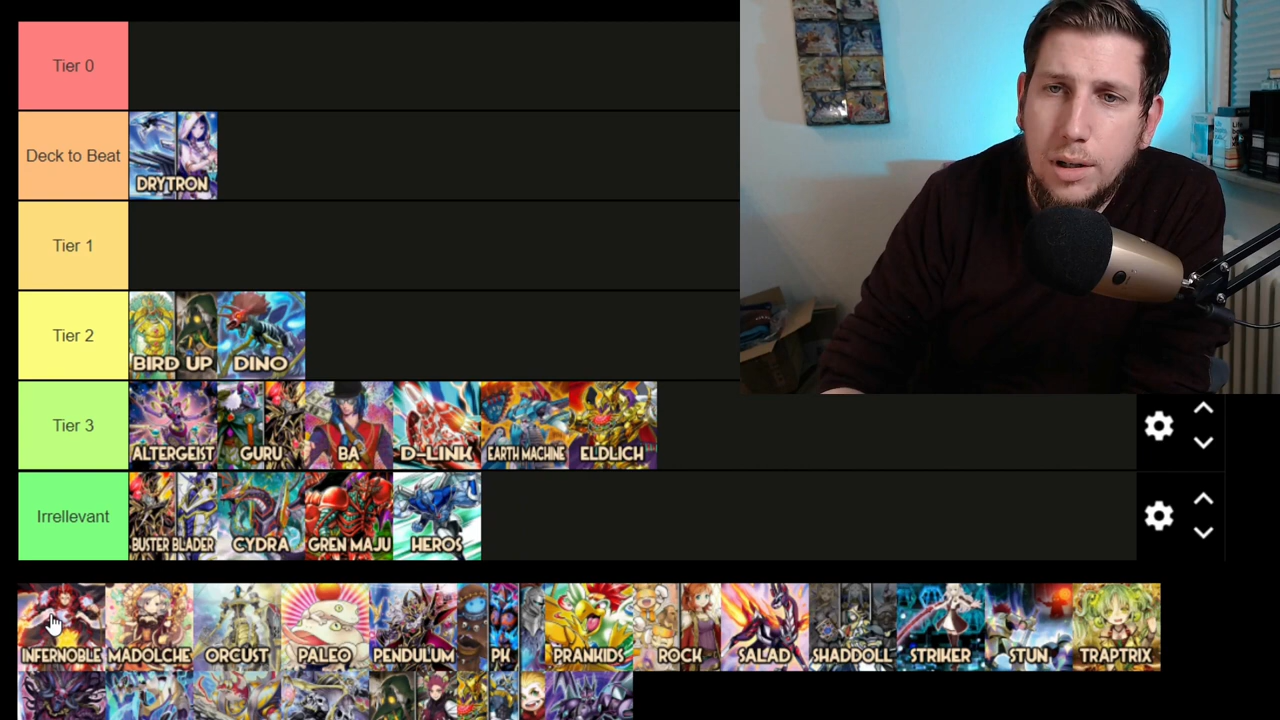 Tier 0
Deck to Beat
DRYTRON
Tier 1
Tier 2
BIRD UP
DINO
Tier 3
ALTERGEIST
GURU
BA
D-LINK
EARTH MACHINE
ELDLICH
Irrellevant
BUSTER BLADER
CYDRA
GREN MAJU
HEROS
INFERNOBLE
MADOLCHE
ORCUST
PALEO
PENDULUM
PK
PRANKIDS
ROCK
SALAD
SHADDOLL
STRIKER
STUN
TRAPTRIX